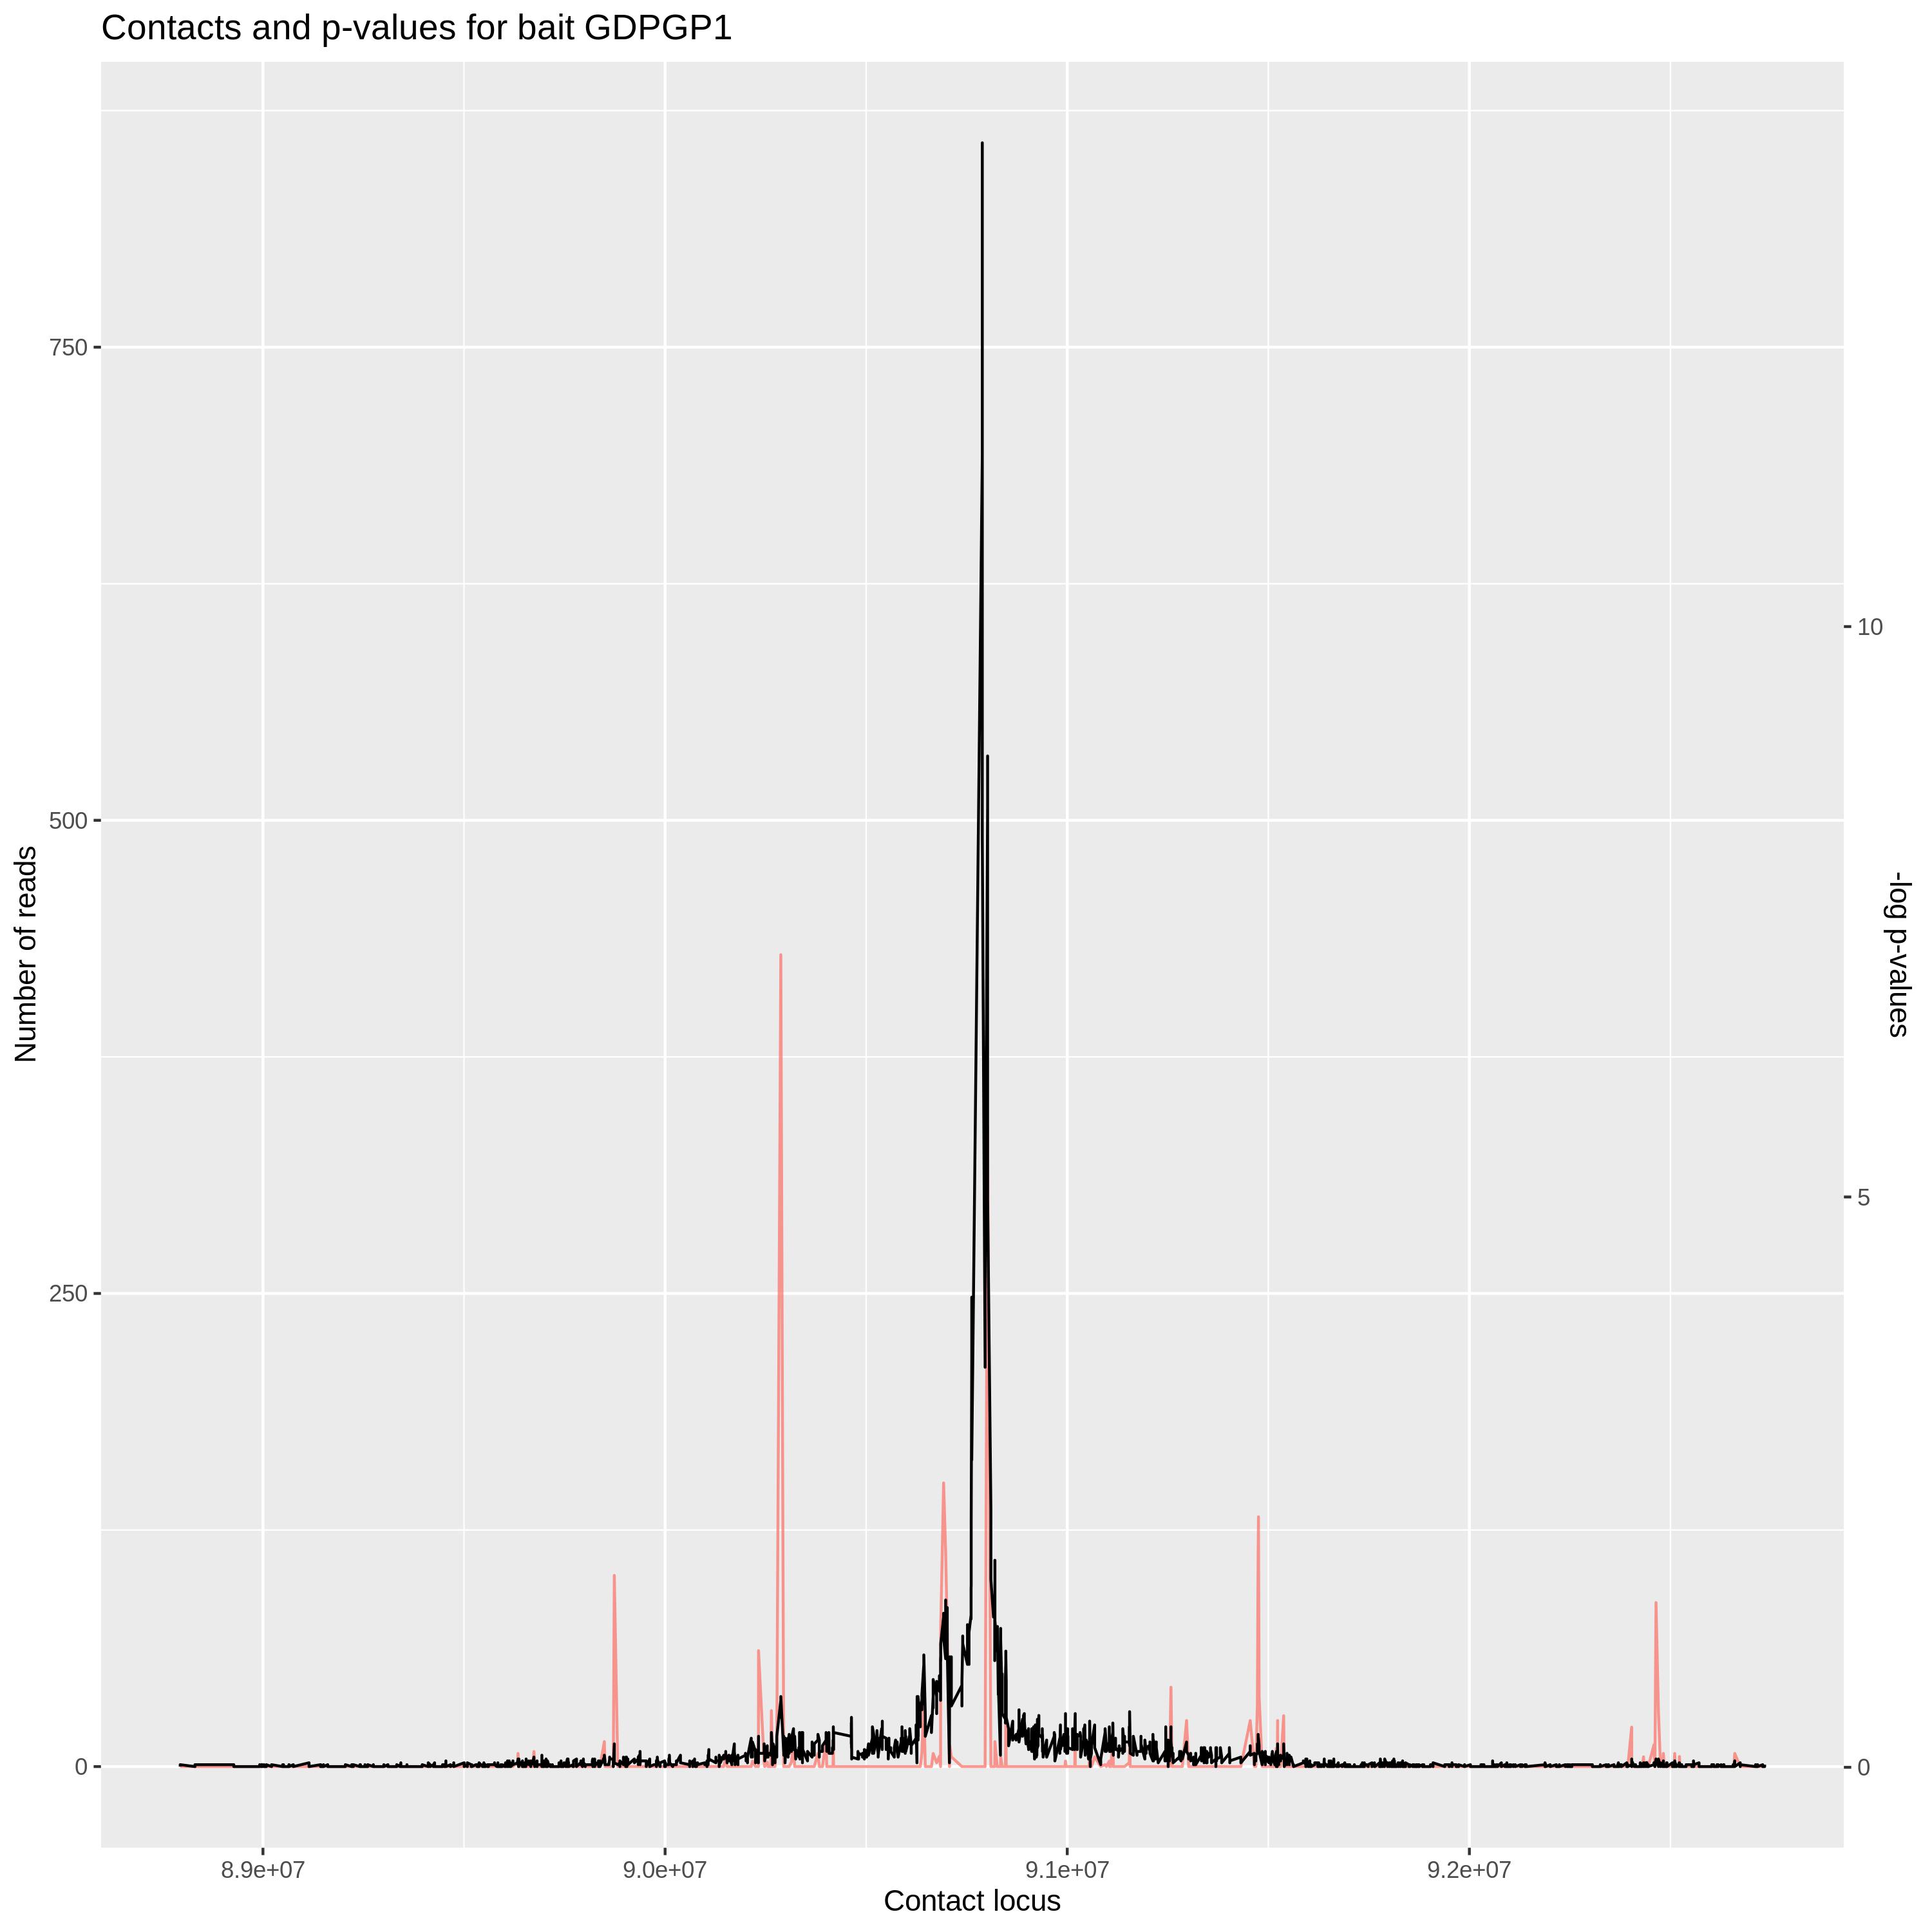 Contacts and p-values for bait GDPGP1
750
500
250
0
10
5
0
Number of reads
-log p-values
8.9e+07
9.0e+07
9.1e+07
9.2e+07
Contact locus